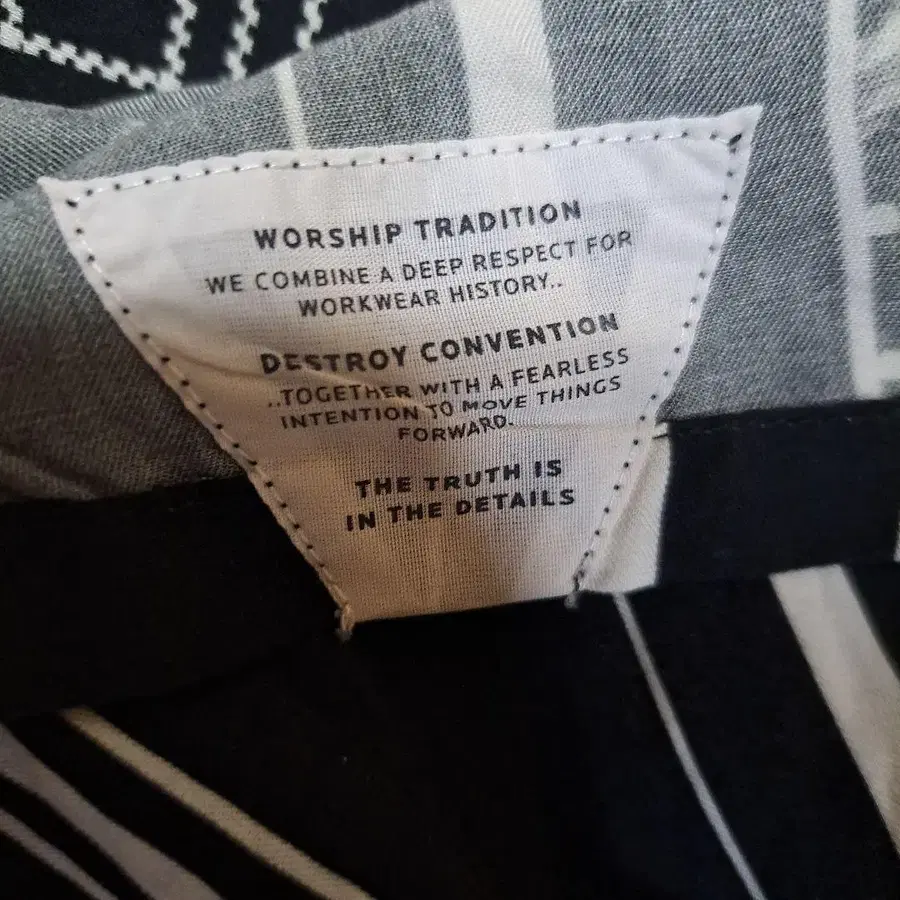 WORSHIP TRADITION
WE COMBINE A DEEP RESPECT FOR
WORKWEAR HISTORY..
DESTROY CONVENTION
..TOGETHER WITH A FEARLESS
INTENTION TO MOVE THINGS
FORWARD.
THE TRUTH IS
IN THE DETAILS